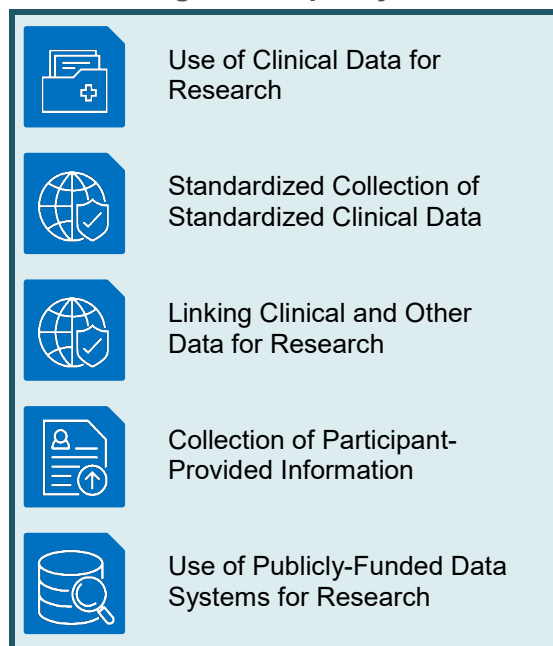 Use of Clinical Data for
Research
Standardized Collection of
Standardized Clinical Data
Linking Clinical and Other
Data for Research
Collection of Participant-
Provided Information
Use of Publicly-Funded Data
Systems for Research